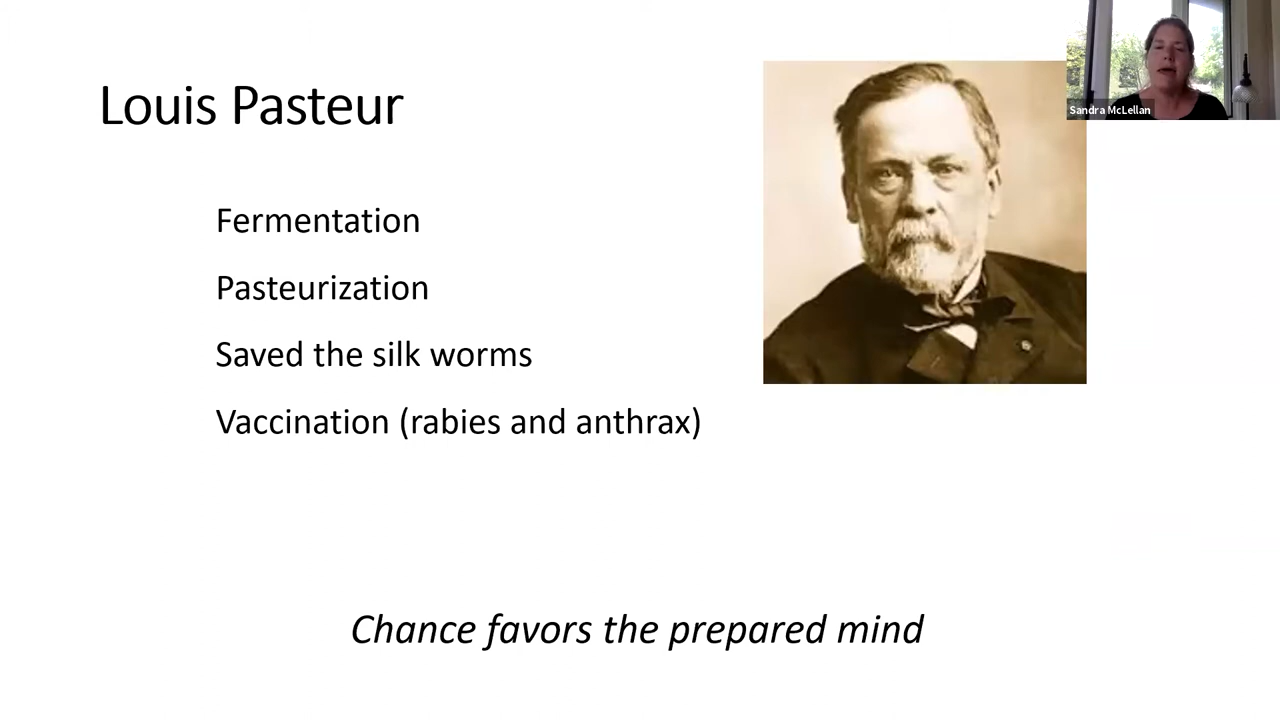 Louis Pasteur
Sandra McLellan
Fermentation
Pasteurization
Saved the silk worms
Vaccination (rabies and anthrax)
Chance favors the prepared mind